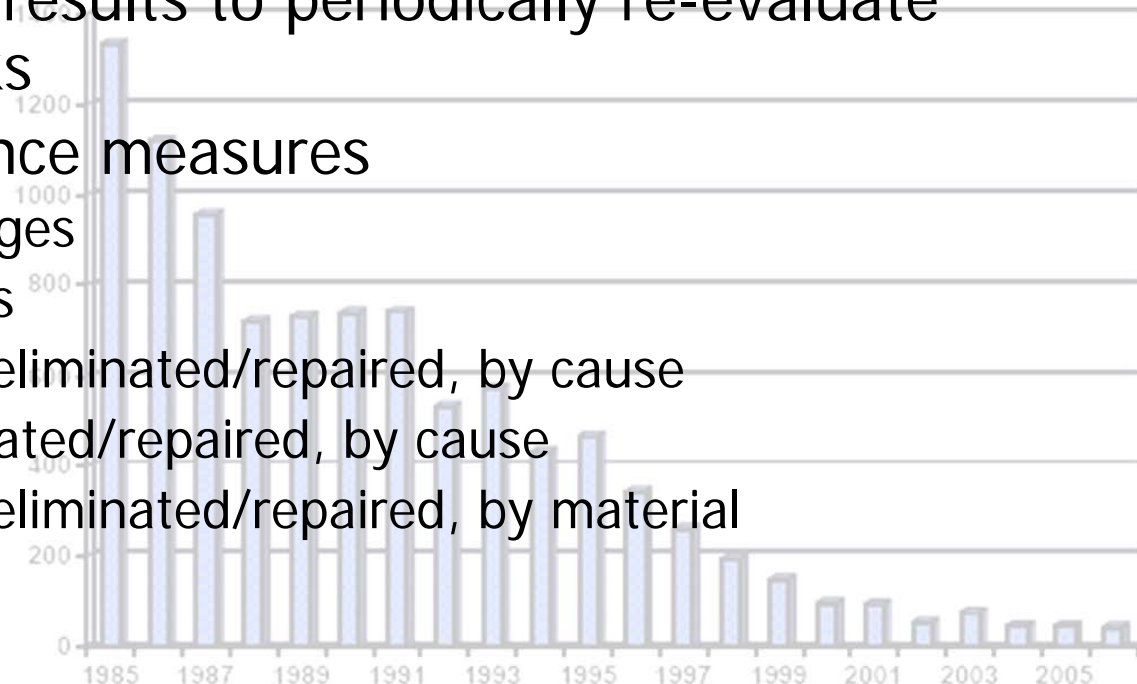 results to periodically re-evaluate
ks
1200
nce measures
1000
ges
800
s
eliminated/repaired, by cause
ated/repaired, by cause
400
eliminated/repaired, by material
200
0
1985 1987 1989 1991 1993 1995 1997 1999 2001 2003 2005